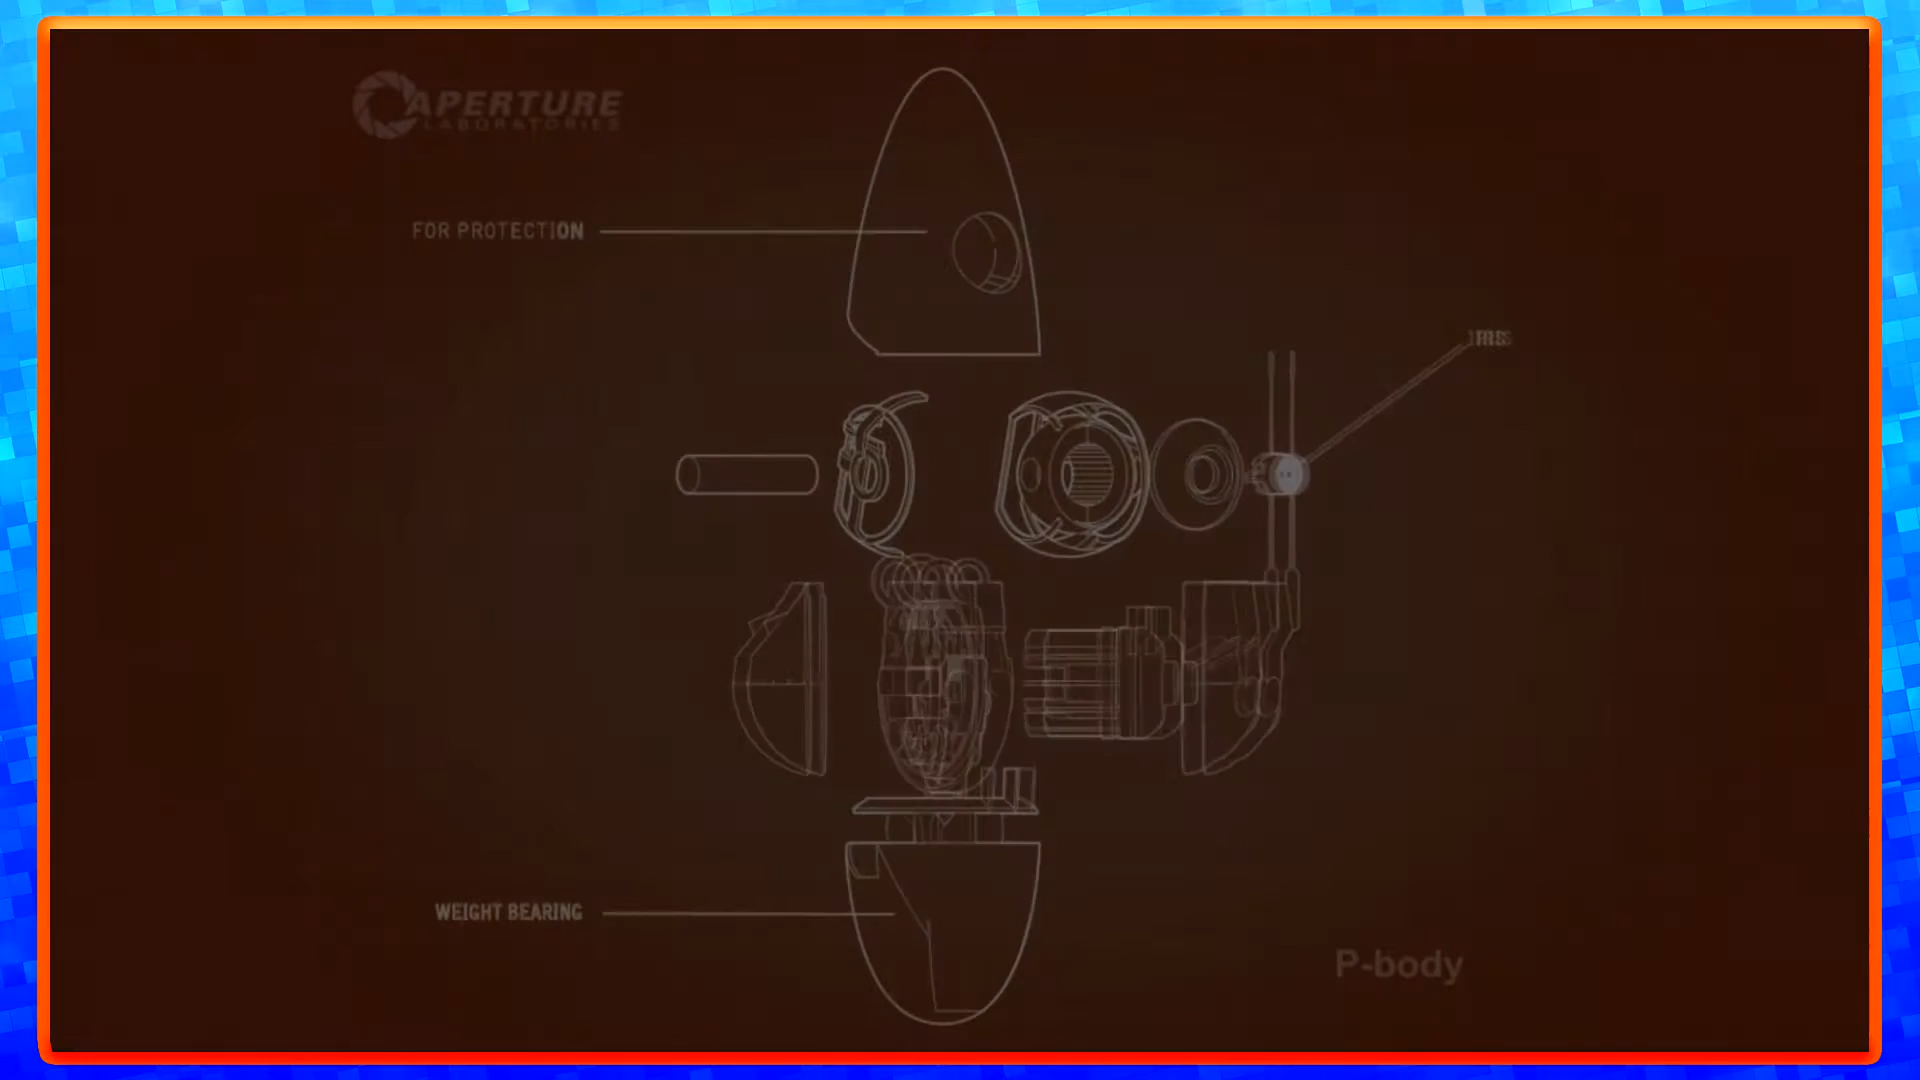 APERTURE
LABORATORIES
FOR PROTECTION
IRIS
WEIGHT BEARING
P-body